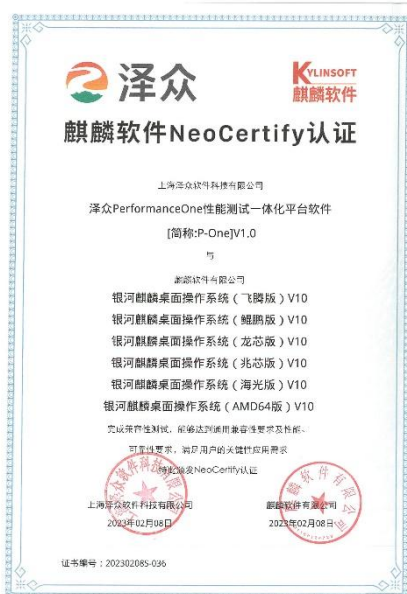 泽众
KYLINSOFT
麒麟软件
麒麟软件NeoCertify认证
上海泽众软件科技有限公司
泽众PerformanceOne性能测试一体化平台软件
[简称:P-One]V1.0
与
麒麟软件有限公司
银河麒麟桌面操作系统（飞腾版）V10
银河麒麟桌面操作系统（鲲鹏版）V10
银河麒麟桌面操作系统（龙芯版）V10
银河麒麟桌面操作系统（兆芯版）V10
银河麒麟桌面操作系统（海光版）V10
银河麒麟桌面操作系统（AMD64版）V10
完成兼容性测试，能够达到通用兼容性要求及性能、
可靠性要求，满足用户的关键性应用需求
特此颁发NeoCertify认证
上海泽众软件科技有限公司
麒麟软件有限公司
2023年02月08日
2023年02月08日
证书编号：20230208S-036